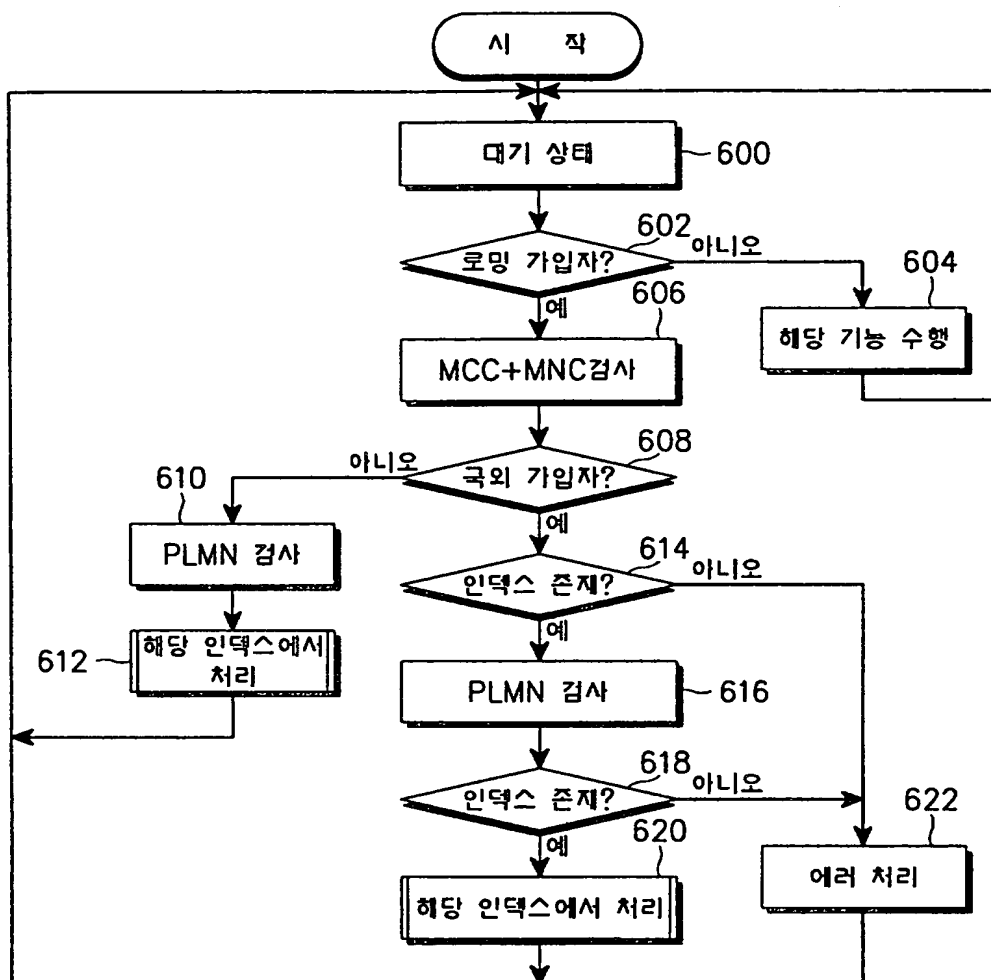 시 작
대기 상태
600
602
로밍 가입자?
아니오
예
604
해당 기능 수행
606
MCC+MNC검사
608
국외 가입자?
아니오
예
610
PLMN 검사
612
해당 인덱스에서
처리
614
인덱스 존재?
아니오
예
PLMN 검사
616
618
인덱스 존재?
아니오
예
620
해당 인덱스에서 처리
622
에러 처리